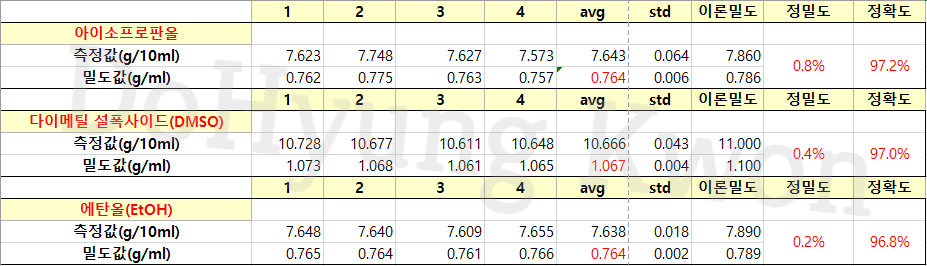 1 2 3 4 avg std 이론밀도 정밀도 정확도
아이소프로판올
측정값(g/10ml) 7.623 7.748 7.627 7.573 7.643 0.064 7.860 0.8% 97.2%
밀도값(g/ml) 0.762 0.775 0.763 0.757 0.764 0.006 0.786
1 2 3 4 avg std 이론밀도 정밀도 정확도
다이메틸 설폭사이드(DMSO)
측정값(g/10ml) 10.728 10.677 10.611 10.648 10.666 0.043 11.000 0.4% 97.0%
밀도값(g/ml) 1.073 1.068 1.061 1.065 1.067 0.004 1.100
1 2 3 4 avg std 이론밀도 정밀도 정확도
에탄올(EtOH)
측정값(g/10ml) 7.648 7.640 7.609 7.655 7.638 0.018 7.890 0.2% 96.8%
밀도값(g/ml) 0.765 0.764 0.761 0.766 0.764 0.002 0.789
DoHyung Kwon